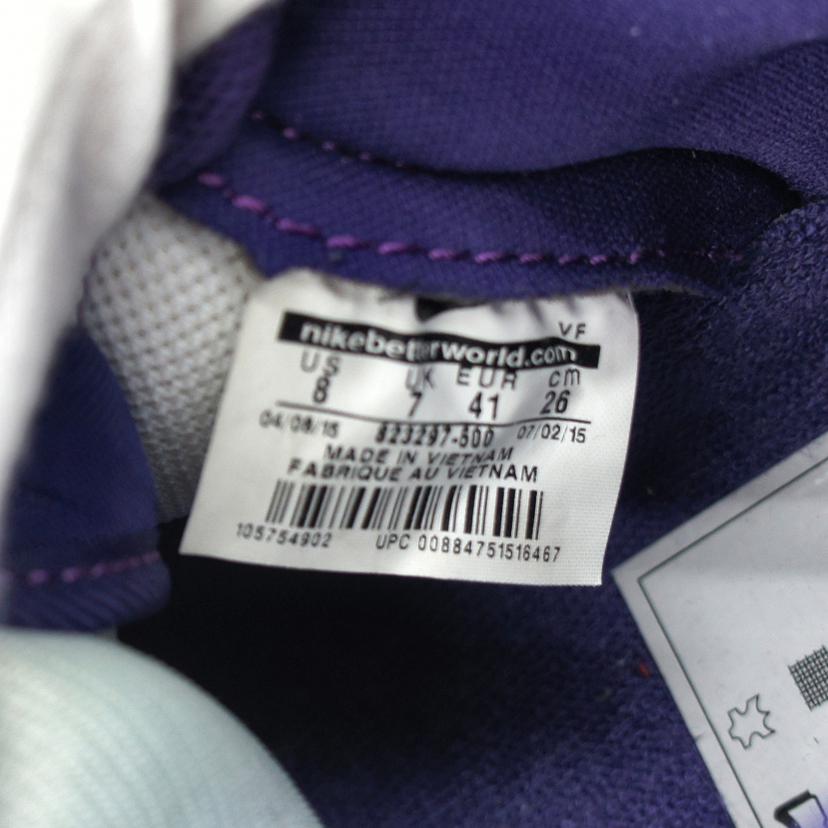 VF
nikebetterworld.com
US UK EUR cm
8 7 41 26
04/08/15 823297-500 07/02/15
MADE IN VIETNAM
FABRIQUE AU VIETNAM
105754902 UPC 00884751516467